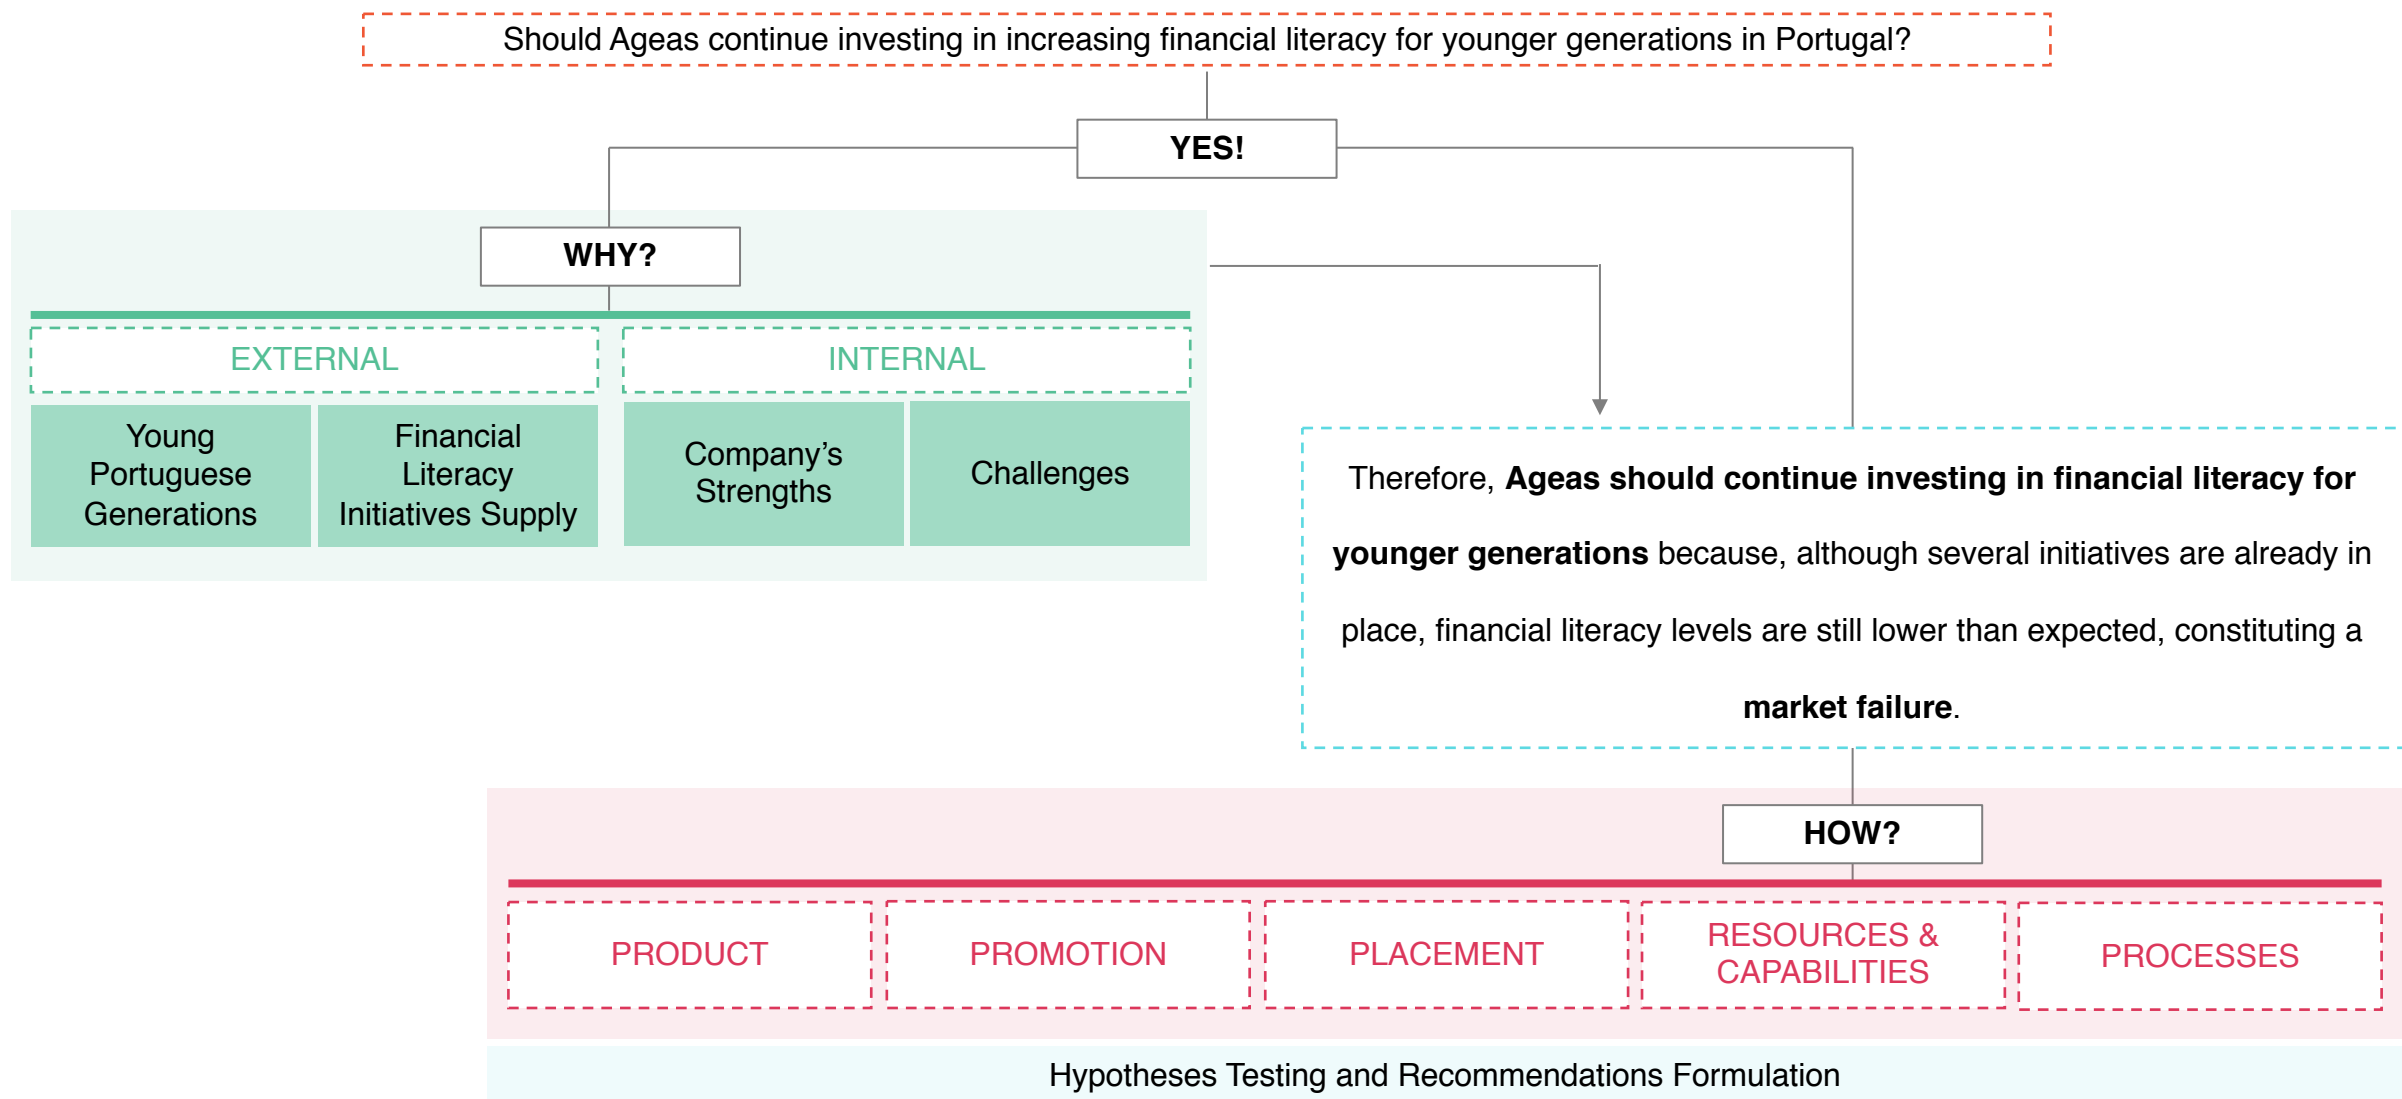 Should Ageas continue investing in increasing financial literacy for younger generations in Portugal?
YES!
WHY?
EXTERNAL
INTERNAL
Young
Portuguese
Generations
Financial
Literacy
Initiatives Supply
Company’s
Strengths
Challenges
Therefore, Ageas should continue investing in financial literacy for
younger generations because, although several initiatives are already in
place, financial literacy levels are still lower than expected, constituting a
market failure.
HOW?
PRODUCT
PROMOTION
PLACEMENT
RESOURCES &
CAPABILITIES
PROCESSES
Hypotheses Testing and Recommendations Formulation